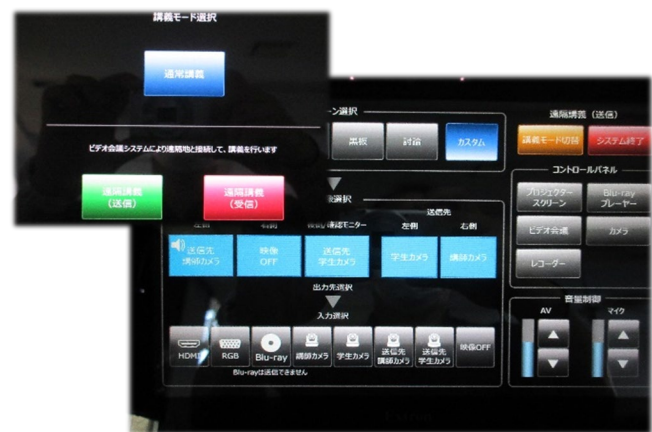 講義モード選択
通常講義
ビデオ会議システムにより遠隔地と接続して、講義を行います
遠隔講義
(送信)
遠隔講義
(受信)
ーン選択
黒板
討論
カスタム
選択
送信先
確認モニター
左側
右側
送信先
講師カメラ
映像
OFF
送信先
学生カメラ
学生カメラ
講師カメラ
出力先選択
入力選択
HDMI
RGB
Blu-ray
講師カメラ
学生カメラ
送信先
講師カメラ
送信先
学生カメラ
映像OFF
Blu-rayは送信できません
遠隔講義(送信)
講義モード切替
システム終了
コントロールパネル
プロジェクター
スクリーン
Blu-ray
プレーヤー
ビデオ会議
カメラ
レコーダー
音量制御
AV
マイク